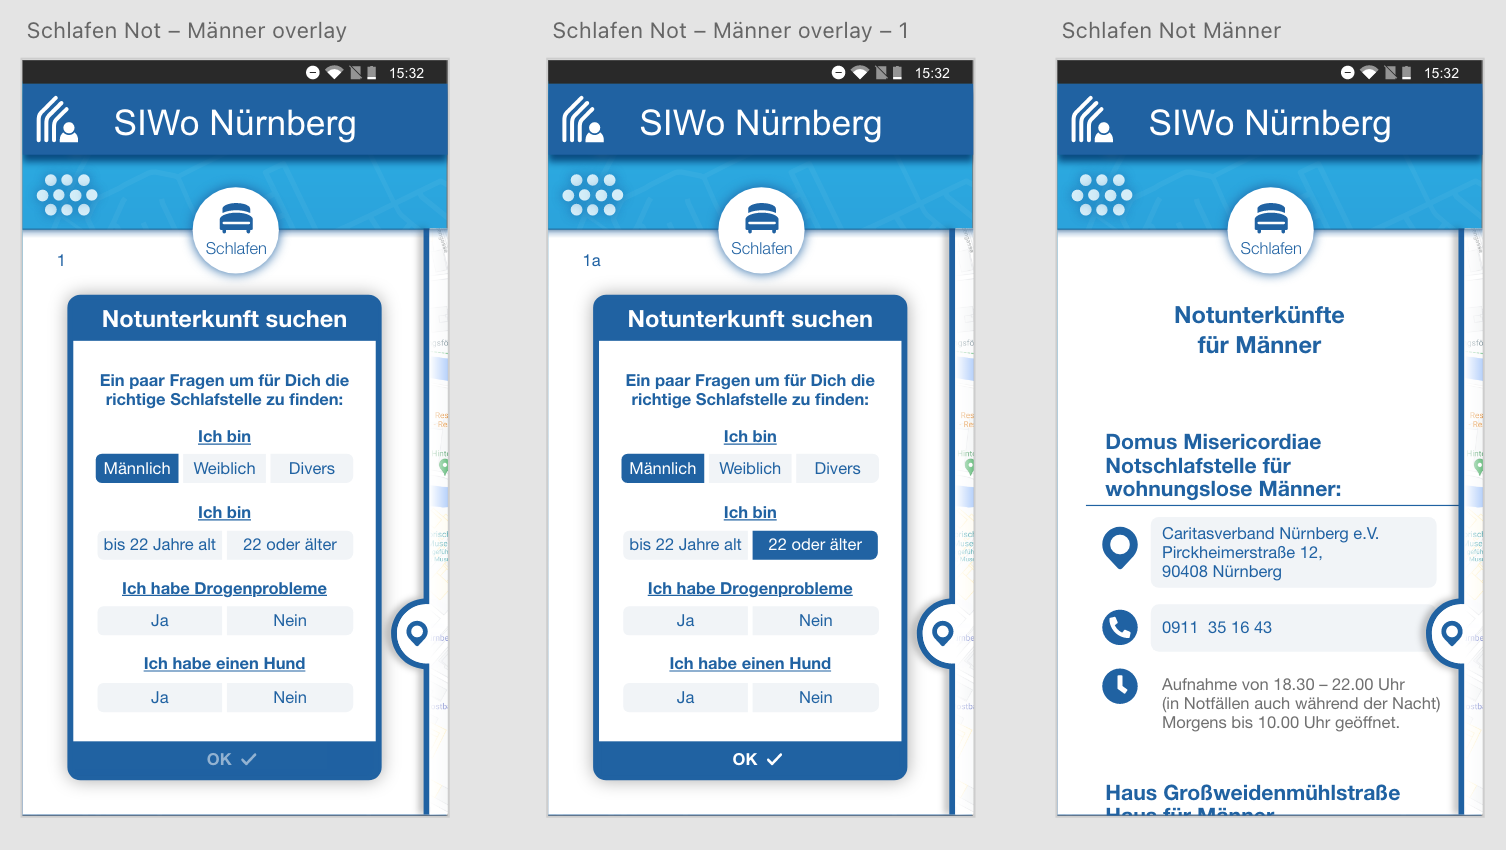 Schlafen Not – Männer overlay
15:32
SIWo Nürnberg
Schlafen
1
Notunterkunft suchen
Ein paar Fragen um für Dich die
richtige Schlafstelle zu finden:
Ich bin
Männlich Weiblich Divers
Ich bin
bis 22 Jahre alt 22 oder älter
Ich habe Drogenprobleme
Ja Nein
Ich habe einen Hund
Ja Nein
OK
Schlafen Not – Männer overlay – 1
15:32
SIWo Nürnberg
Schlafen
1a
Notunterkunft suchen
Ein paar Fragen um für Dich die
richtige Schlafstelle zu finden:
Ich bin
Männlich Weiblich Divers
Ich bin
bis 22 Jahre alt 22 oder älter
Ich habe Drogenprobleme
Ja Nein
Ich habe einen Hund
Ja Nein
OK
Schlafen Not Männer
15:32
SIWo Nürnberg
Schlafen
Notunterkünfte
für Männer
Domus Misericordiae
Notschlafstelle für
wohnungslose Männer:
Caritasverband Nürnberg e.V.
Pirckheimerstraße 12,
90408 Nürnberg
0911 35 16 43
Aufnahme von 18.30 – 22.00 Uhr
(in Notfällen auch während der Nacht)
Morgens bis 10.00 Uhr geöffnet.
Haus Großweidenmühlstraße
Haus für Männer